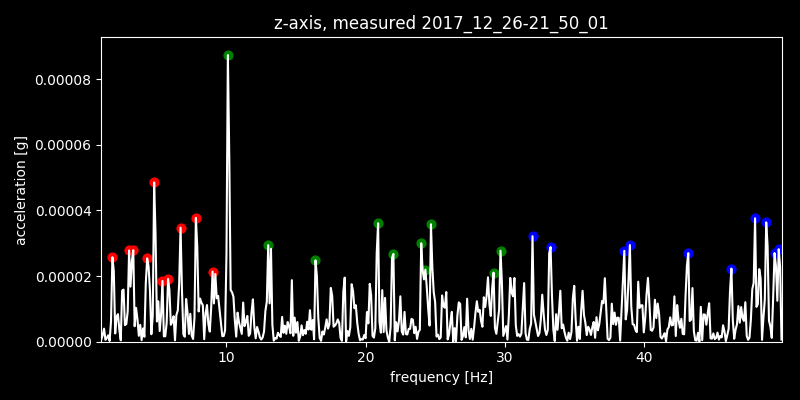 z-axis, measured 2017_12_26-21_50_01
acceleration [g]
0.00008
0.00006
0.00004
0.00002
0.00000
10 20 30 40
frequency [Hz]